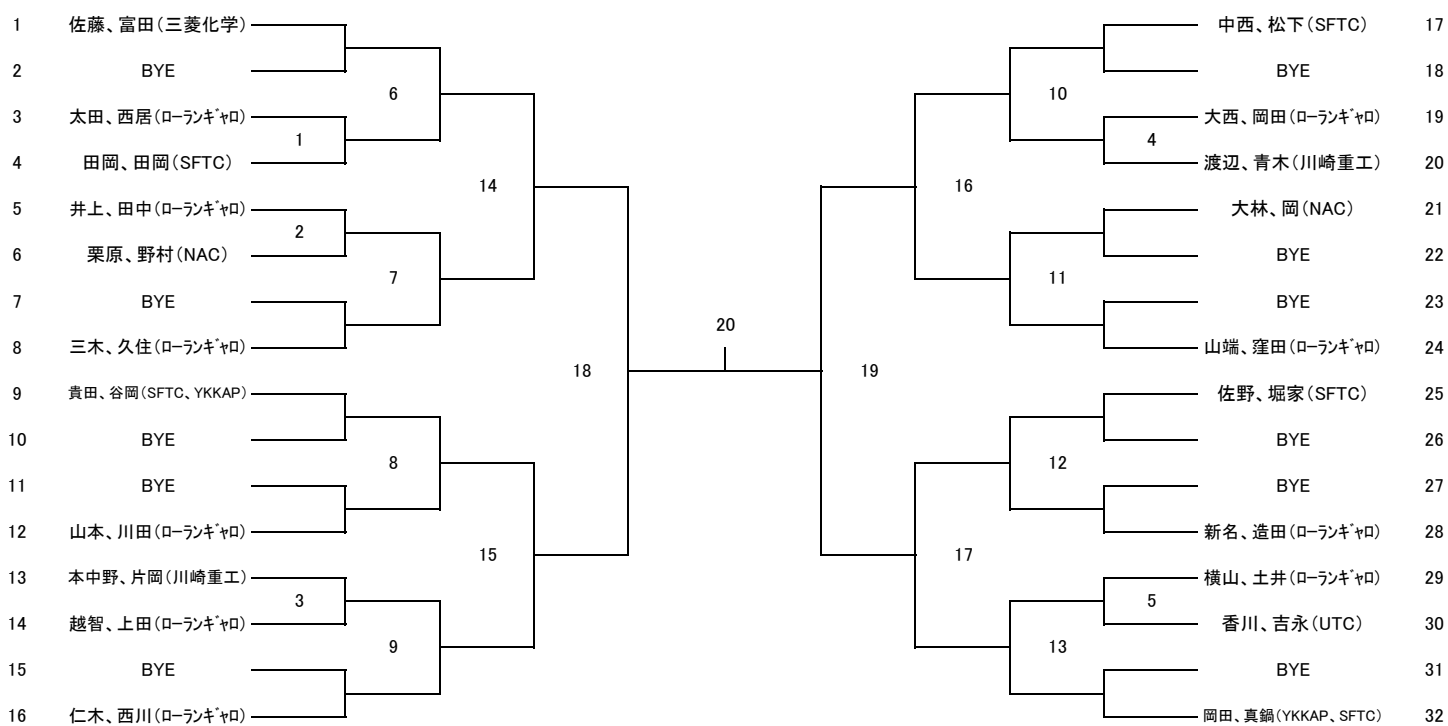 1 佐藤、富田(三菱化学)
2 BYE
6
3 太田、西居(ﾛｰﾗﾝｷﾞｬﾛ)
1
4 田岡、田岡(SFTC)
14
5 井上、田中(ﾛｰﾗﾝｷﾞｬﾛ)
2
6 栗原、野村(NAC)
7
7 BYE
8 三木、久住(ﾛｰﾗﾝｷﾞｬﾛ)
18
9 貴田、谷岡(SFTC、YKKAP)
10 BYE
8
11 BYE
12 山本、川田(ﾛｰﾗﾝｷﾞｬﾛ)
15
13 本中野、片岡(川崎重工)
3
14 越智、上田(ﾛｰﾗﾝｷﾞｬﾛ)
9
15 BYE
16 仁木、西川(ﾛｰﾗﾝｷﾞｬﾛ)
20
中西、松下(SFTC) 17
BYE 18
10
大西、岡田(ﾛｰﾗﾝｷﾞｬﾛ) 19
4
渡辺、青木(川崎重工) 20
16
大林、岡(NAC) 21
BYE 22
11
BYE 23
山端、窪田(ﾛｰﾗﾝｷﾞｬﾛ) 24
19
佐野、堀家(SFTC) 25
BYE 26
12
BYE 27
新名、造田(ﾛｰﾗﾝｷﾞｬﾛ) 28
17
横山、土井(ﾛｰﾗﾝｷﾞｬﾛ) 29
5
香川、吉永(UTC) 30
13
BYE 31
岡田、真鍋(YKKAP、SFTC) 32